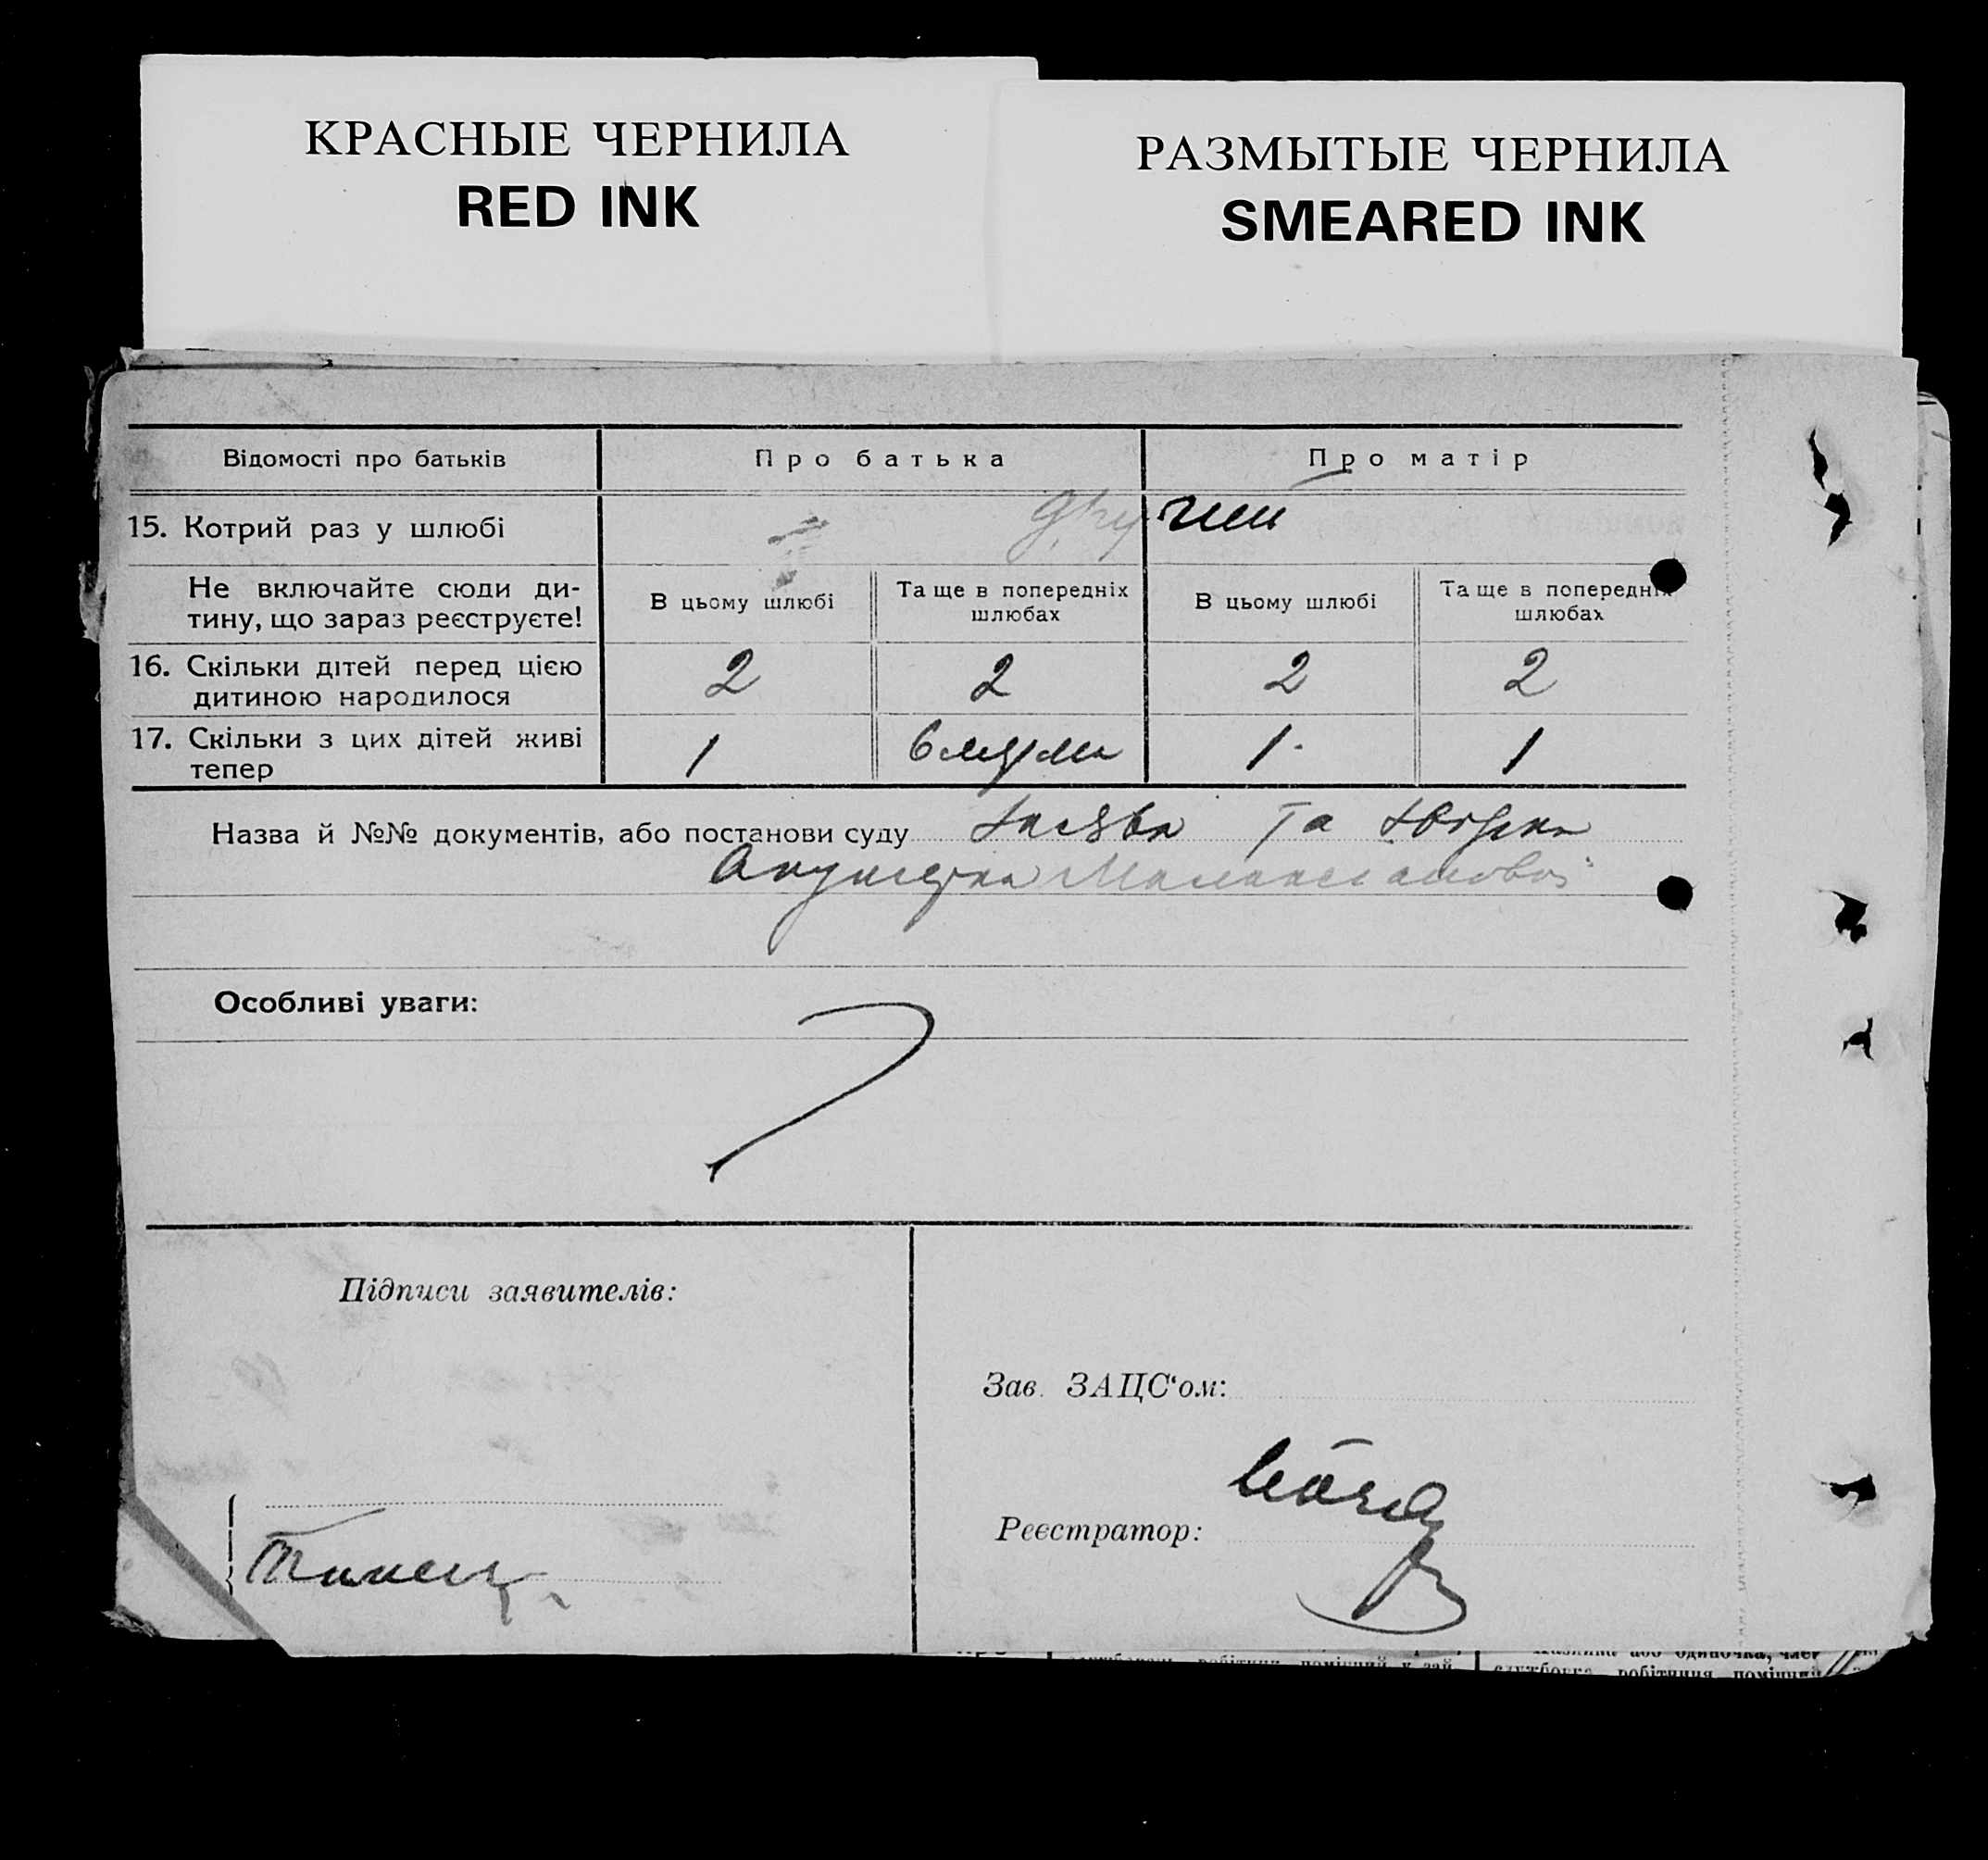 КРАСНЫЕ ЧЕРНИЛА
RED INK
РАЗМЫТЫЕ ЧЕРНИЛА
SMEARED INK
Відомості про батьків Про батька Про матір
15. Котрий раз у шлюбі другий
Не включайте сюди ди-
тину, що зараз реєструєте!
В цьому шлюбі Та ще в попередніх
шлюбах
В цьому шлюбі Та ще в попередніх
шлюбах
16. Скільки дітей перед цією
дитиною народилося
2 2 2 2
17. Скільки з цих дітей живі
тепер
1 1 1
Назва й №№ документів, або постанови суду та
Особливі уваги:
Підписи заявителів:
Зав. ЗАЦС‘ом:
Реєстратор: